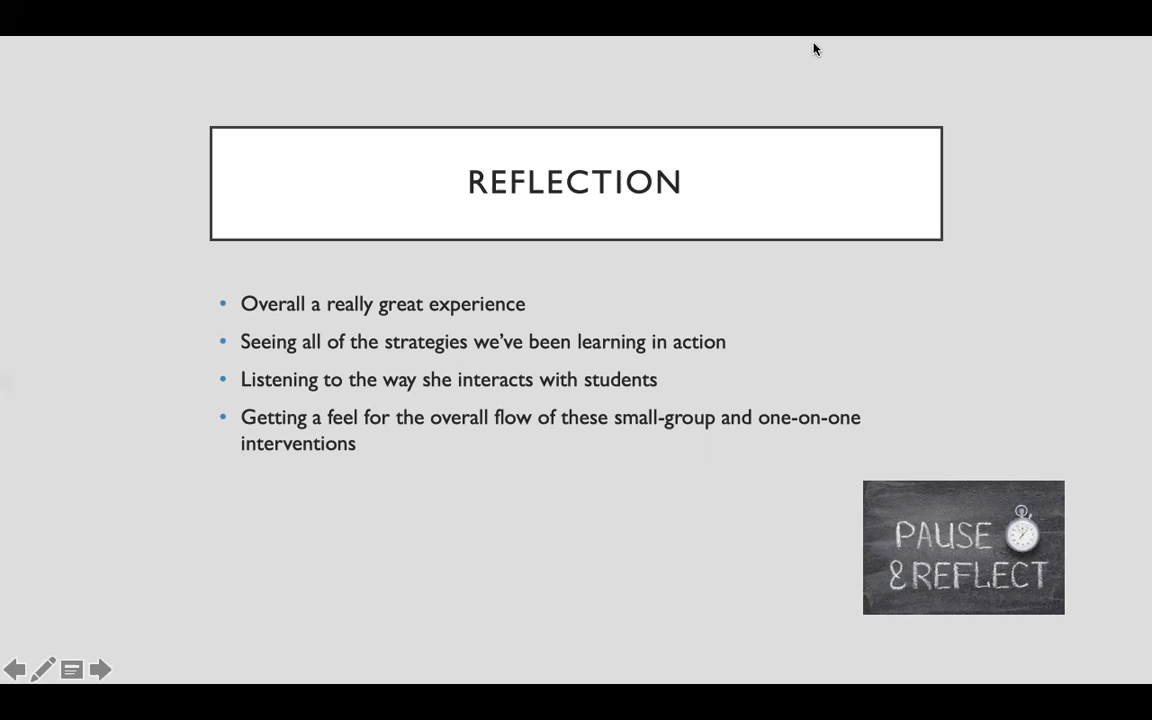 REFLECTION
• Overall a really great experience
• Seeing all of the strategies we’ve been learning in action
• Listening to the way she interacts with students
• Getting a feel for the overall flow of these small-group and one-on-one
interventions
PAUSE
& REFLECT